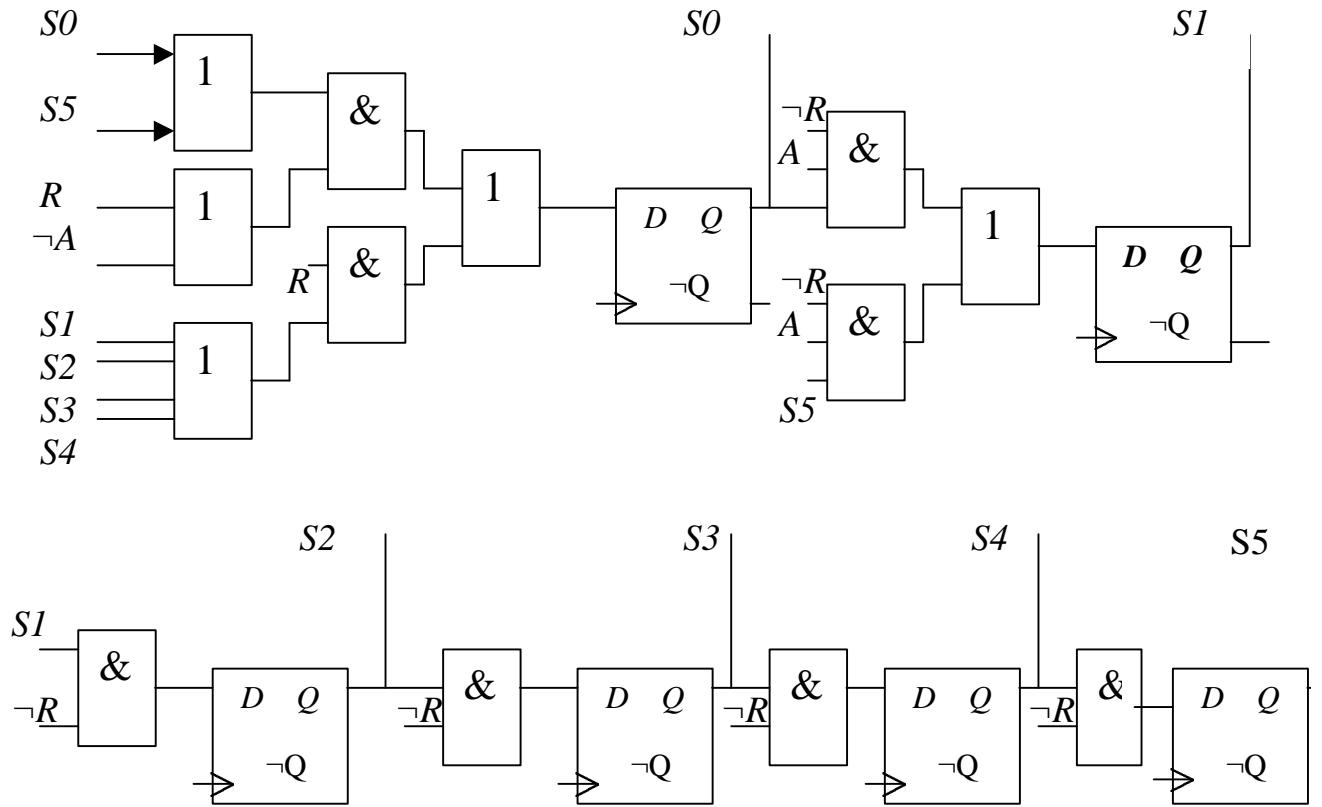 S0 S0 S1
1
S5 & ¬R
A &
R 1 1 D Q 1
¬A & D Q
R ¬Q ¬R
S1 A & ¬Q
S2 1
S3 S5
S4
S2 S3 S4 S5
S1
& & & &
¬R D Q ¬R D Q ¬R D Q ¬R D Q
¬Q ¬Q ¬Q ¬Q